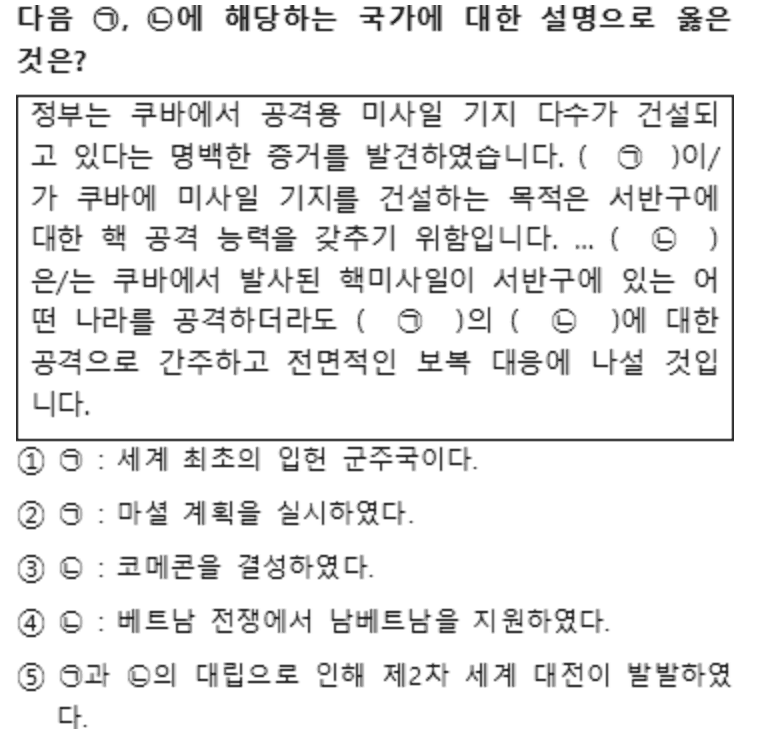 다음 ㉠, ㉡에 해당하는 국가에 대한 설명으로 옳은
것은?
정부는 쿠바에서 공격용 미사일 기지 다수가 건설되
고 있다는 명백한 증거를 발견하였습니다. ( ㉠ )이/
가 쿠바에 미사일 기지를 건설하는 목적은 서반구에
대한 핵 공격 능력을 갖추기 위함입니다. ... ( ㉡ )
은/는 쿠바에서 발사된 핵미사일이 서반구에 있는 어
떤 나라를 공격하더라도 ( ㉠ )의 ( ㉡ )에 대한
공격으로 간주하고 전면적인 보복 대응에 나설 것입
니다.
① ㉠ : 세계 최초의 입헌 군주국이다.
② ㉠ : 마셜 계획을 실시하였다.
③ ㉡ : 코메콘을 결성하였다.
④ ㉡ : 베트남 전쟁에서 남베트남을 지원하였다.
⑤ ㉠과 ㉡의 대립으로 인해 제2차 세계 대전이 발발하였
다.